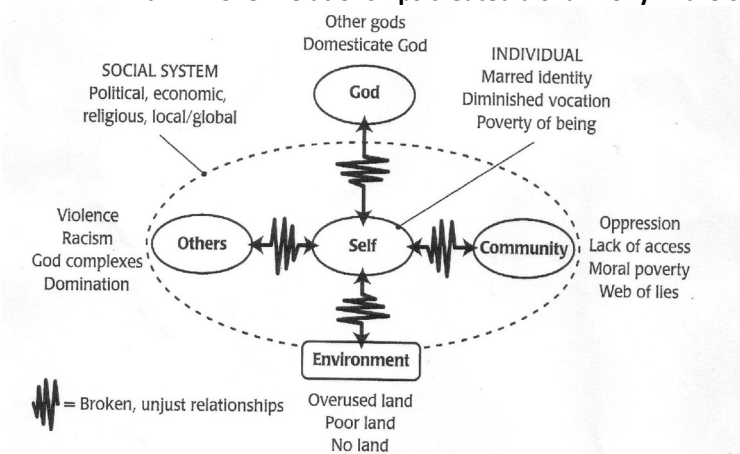 Other gods
Domesticate God
SOCIAL SYSTEM
Political, economic,
religious, local/global
INDIVIDUAL
Marred identity
Diminished vocation
Poverty of being
God
Violence
Racism
God complexes
Domination
Others
Self
Community
Oppression
Lack of access
Moral poverty
Web of lies
Environment
= Broken, unjust relationships
Overused land
Poor land
No land